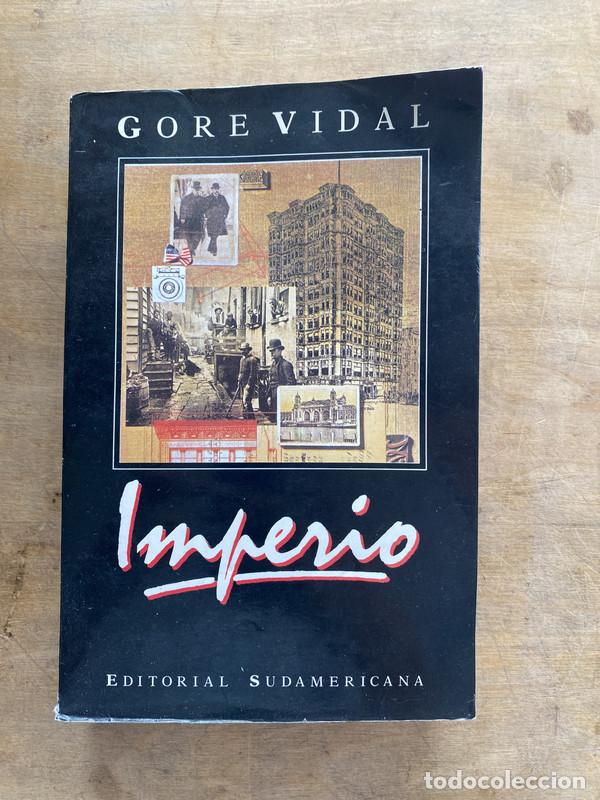 GORE VIDAL
Imperio
EDITORIAL SUDAMERICANA
todocoleccion